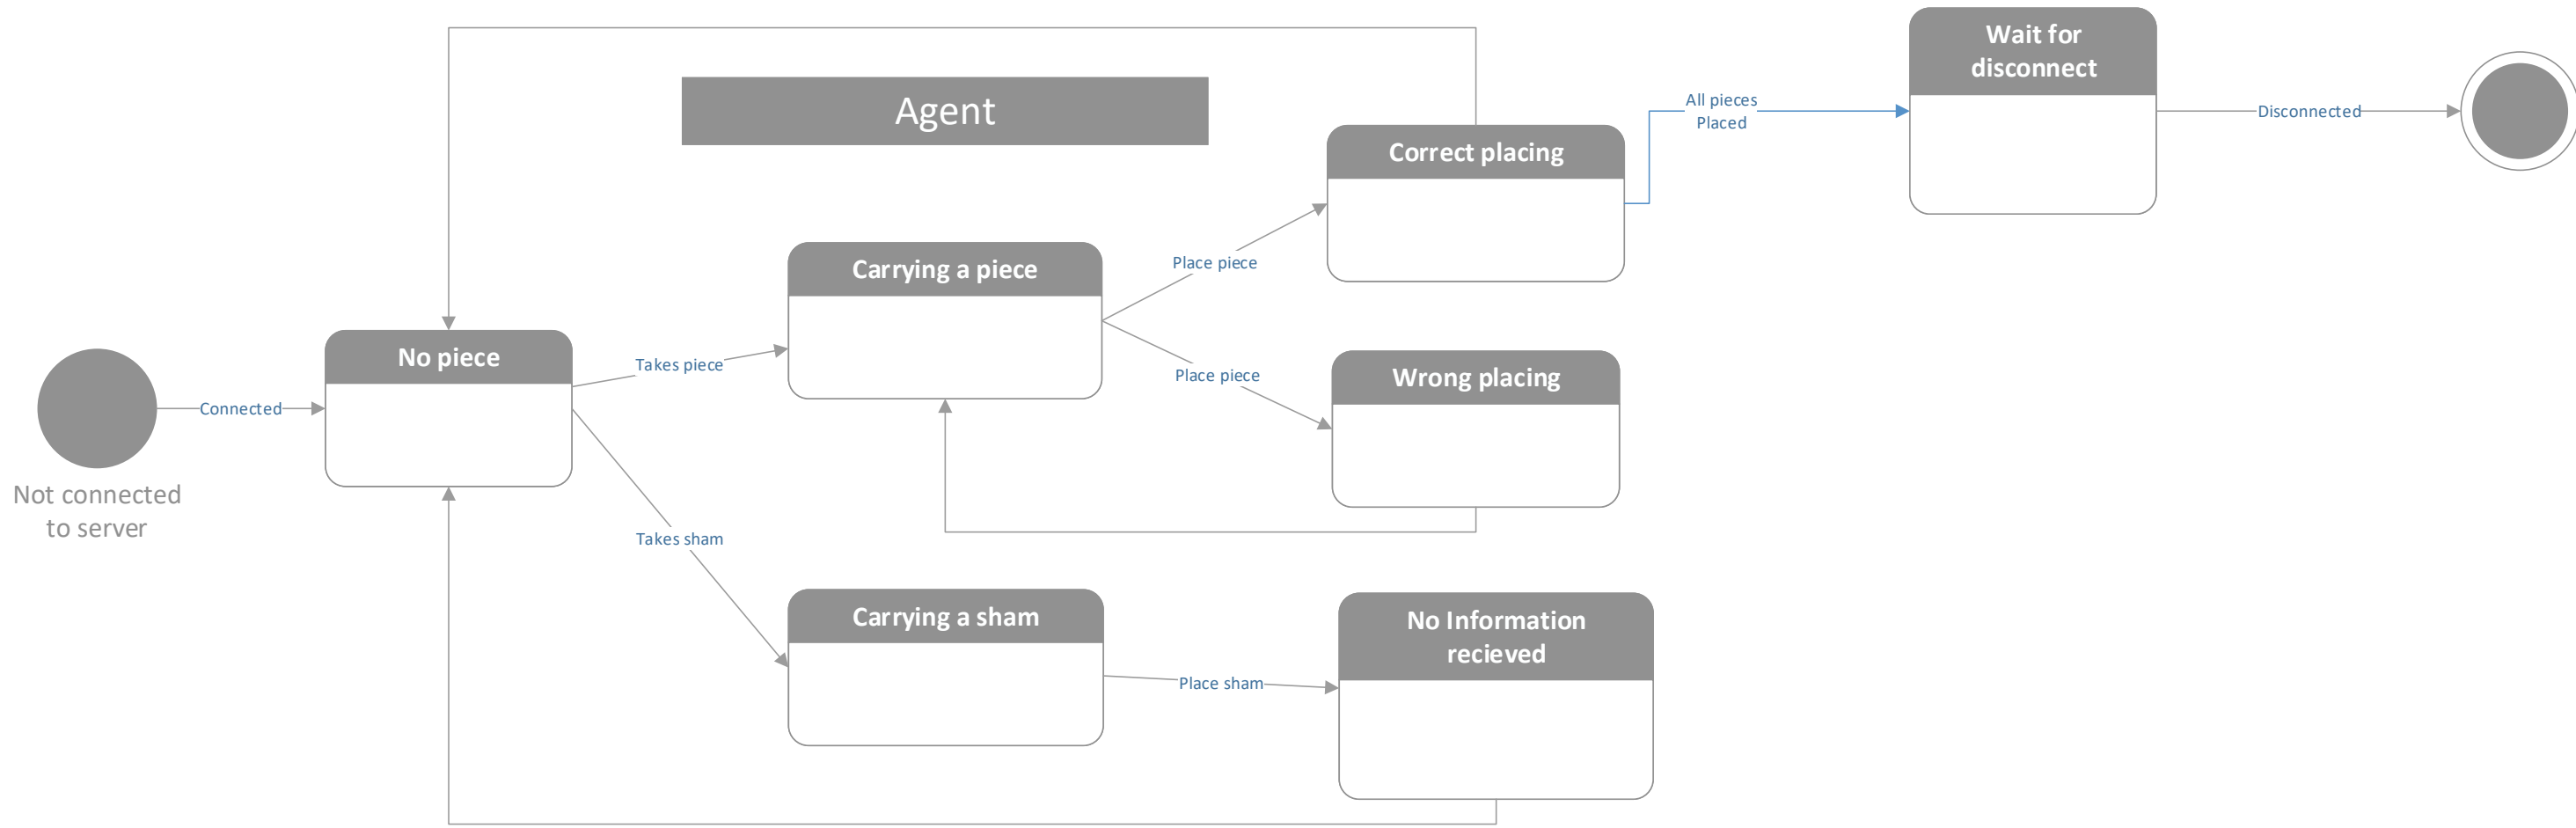 Agent
Wait for
disconnect
All pieces
Placed
Disconnected
Correct placing
Place piece
Carrying a piece
No piece
Takes piece
Place piece
Wrong placing
Connected
Not connected
to server
Takes sham
Carrying a sham
Place sham
No Information
recieved